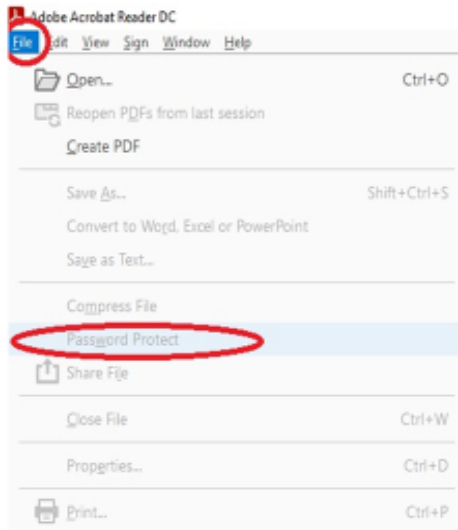 Adobe Acrobat Reader DC
File Edit View Sign Window Help
Open... Ctrl+O
Reopen PDFs from last session
Create PDF
Save As... Shift+Ctrl+S
Convert to Word, Excel or PowerPoint
Save as Text...
Compress File
Password Protect
Share File
Close File Ctrl+W
Properties... Ctrl+D
Print... Ctrl+P